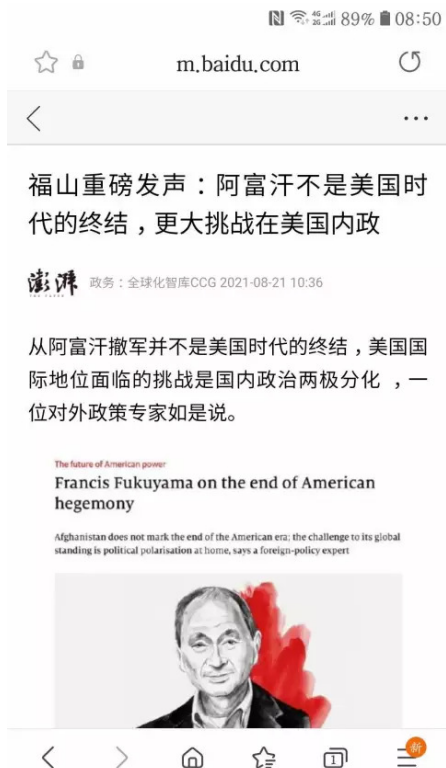 4G 2G 89% 08:50
m.baidu.com
福山重磅发声：阿富汗不是美国时
代的终结，更大挑战在美国内政
澎湃 政务：全球化智库CCG 2021-08-21 10:36
THE PAPER
从阿富汗撤军并不是美国时代的终结，美国国
际地位面临的挑战是国内政治两极分化 ，一
位对外政策专家如是说。
The future of American power
Francis Fukuyama on the end of American
hegemony
Afghanistan does not mark the end of the American era; the challenge to its global
standing is political polarisation at home, says a foreign-policy expert
1
新